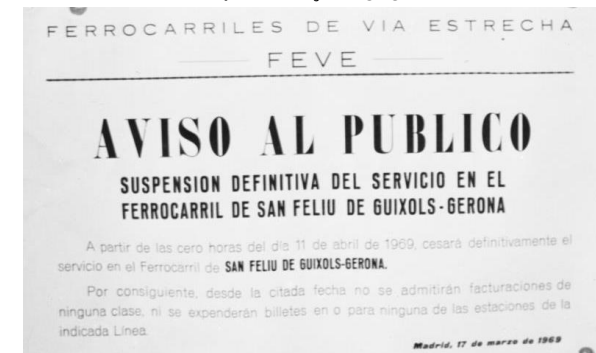 FERROCARRILES DE VIA ESTRECHA
FEVE
AVISO AL PUBLICO
SUSPENSION DEFINITIVA DEL SERVICIO EN EL
FERROCARRIL DE SAN FELIU DE GUIXOLS-GERONA
A partir de las cero horas del día 11 de abril de 1969, cesará definitivamente el
servicio en el Ferrocarril de SAN FELIU DE GUIXOLS-GERONA.
Por consiguiente, desde la citada fecha no se admitirán facturaciones de
ninguna clase, ni se expenderán billetes en o para ninguna de las estaciones de la
indicada Línea.
Madrid, 17 de marzo de 1969